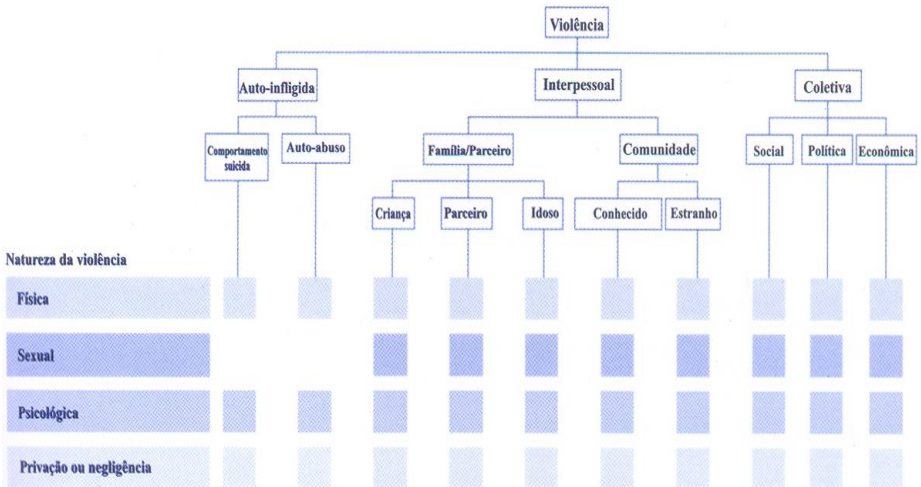 Violência
Auto-infligida
Interpessoal
Coletiva
Comportamento
suicida
Auto-abuso
Família/Parceiro
Comunidade
Social
Política
Econômica
Criança
Parceiro
Idoso
Conhecido
Estranho
Natureza da violência
Física
Sexual
Psicológica
Privação ou negligência